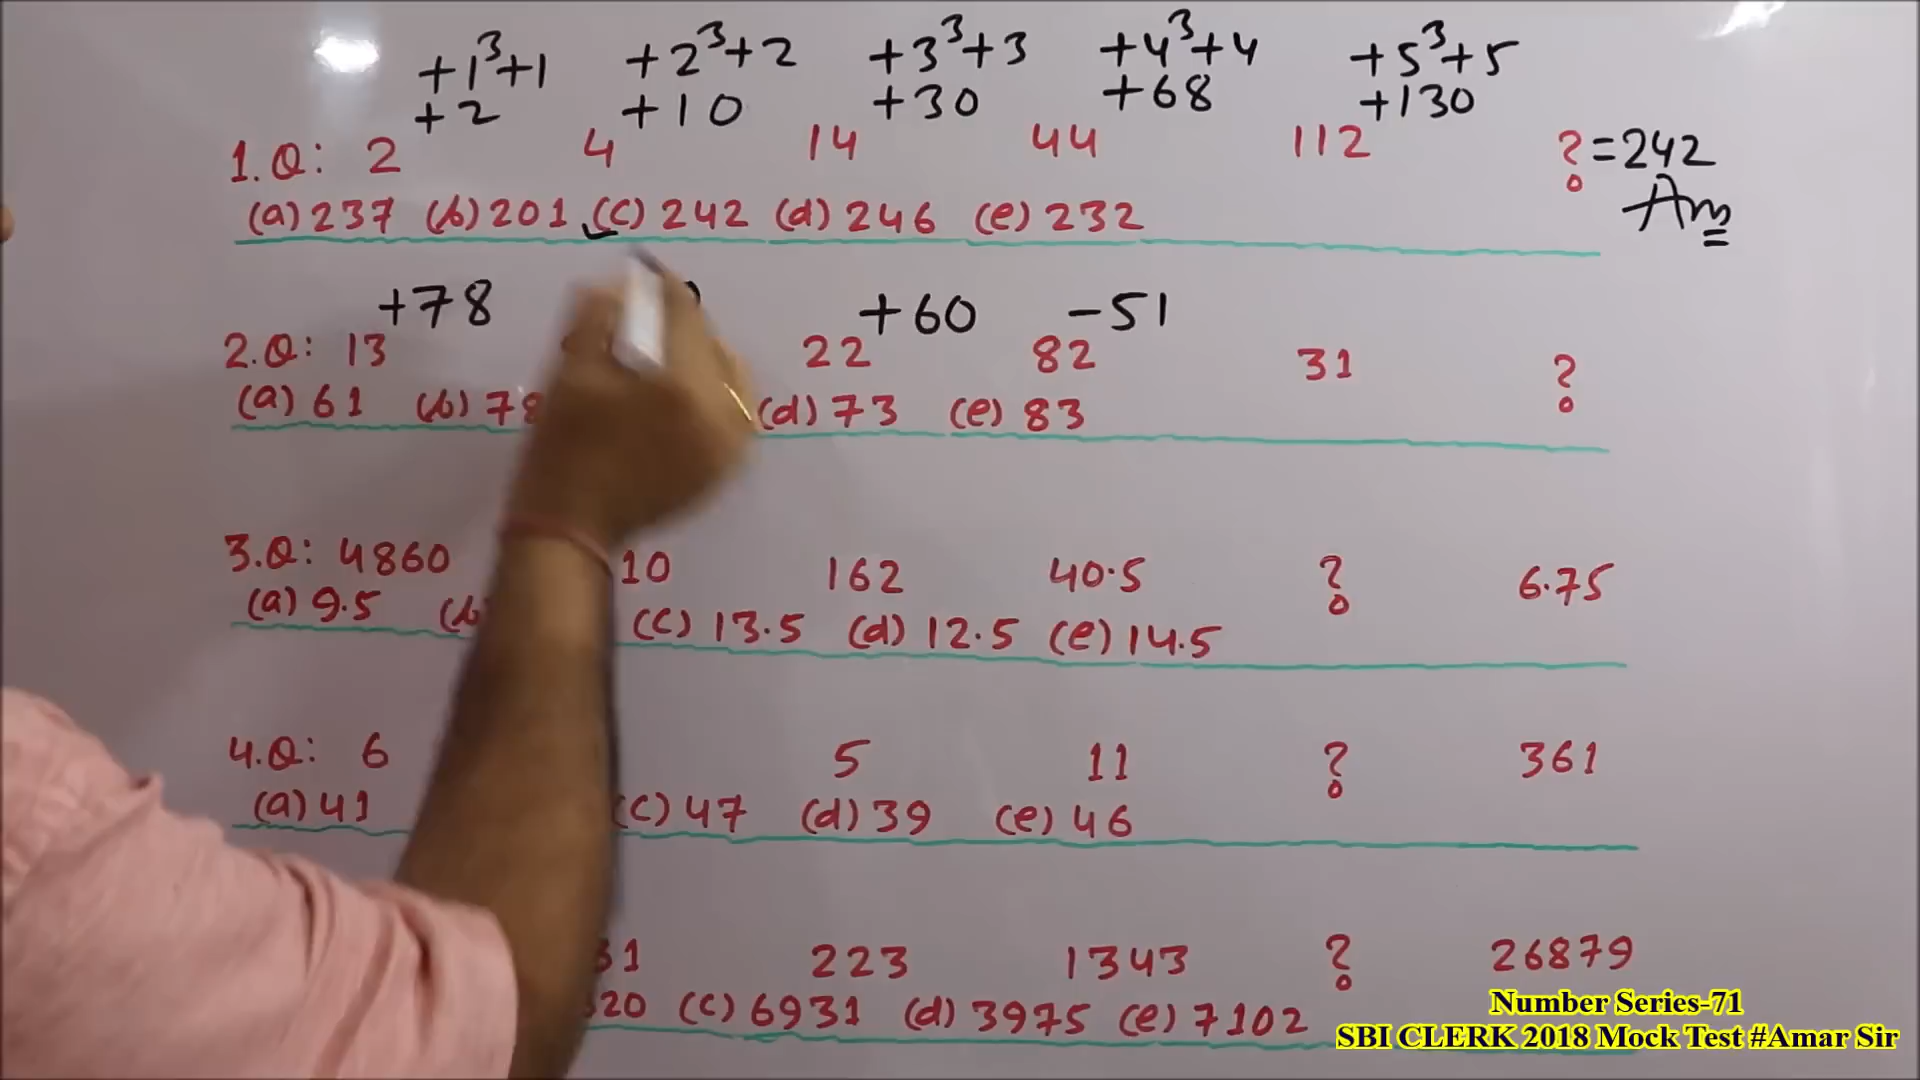 +1³+1 +2³+2 +3³+3 +4³+4 +5³+5
+2 +10 +30 +68 +130
1.Q: 2 4 14 44 112 ? = 242
Ans
(a) 237 (b) 201 (c) 242 (d) 246 (e) 232
+78 +60 -51
2.Q: 13 22 82 31 ?
(a) 61 (b) 78 (d) 73 (e) 83
3.Q: 4860 10 162 40.5 ? 6.75
(a) 9.5 (b) (c) 13.5 (d) 12.5 (e) 14.5
4.Q: 6 5 11 ? 361
(a) 41 (c) 47 (d) 39 (e) 46
31 223 1343 ? 26879
20 (c) 6931 (d) 3975 (e) 7102
Number Series-71
SBI CLERK 2018 Mock Test #Amar Sir